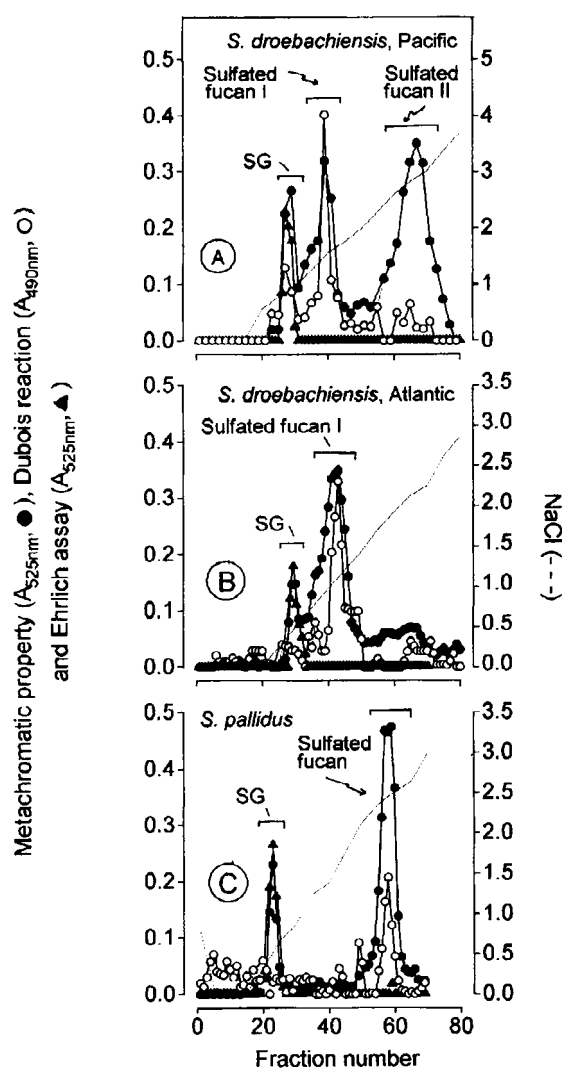 Metachromatic property (A525nm, ●), Dubois reaction (A490nm, O)
and Ehrlich assay (A525nm, ▲)
S. droebachiensis, Pacific
Sulfated
fucan I
Sulfated
fucan II
SG
A
0.5
0.4
0.3
0.2
0.1
0.0
5
4
3
2
1
0
S. droebachiensis, Atlantic
Sulfated fucan I
SG
B
0.5
0.4
0.3
0.2
0.1
0.0
3.5
3.0
2.5
2.0
1.5
1.0
0.5
0.0
S. pallidus
Sulfated
fucan
SG
C
0.5
0.4
0.3
0.2
0.1
0.0
3.5
3.0
2.5
2.0
1.5
1.0
0.5
0.0
NaCl (- - -)
0 20 40 60 80
Fraction number